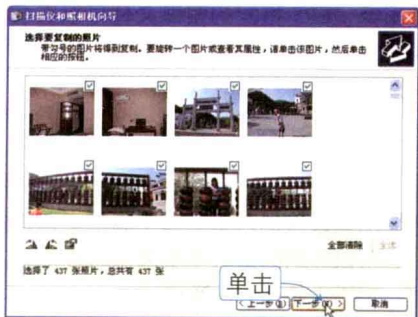 扫描仪和照相机向导
选择要复制的照片
带勾号的图片将得到复制。要旋转一个图片或查看其属性，请单击该图片，然后单击
相应的按钮。
全部清除 全选
选择了 437 张照片，总共有 437 张
单击
< 上一步(B) 下一步(N) > 取消